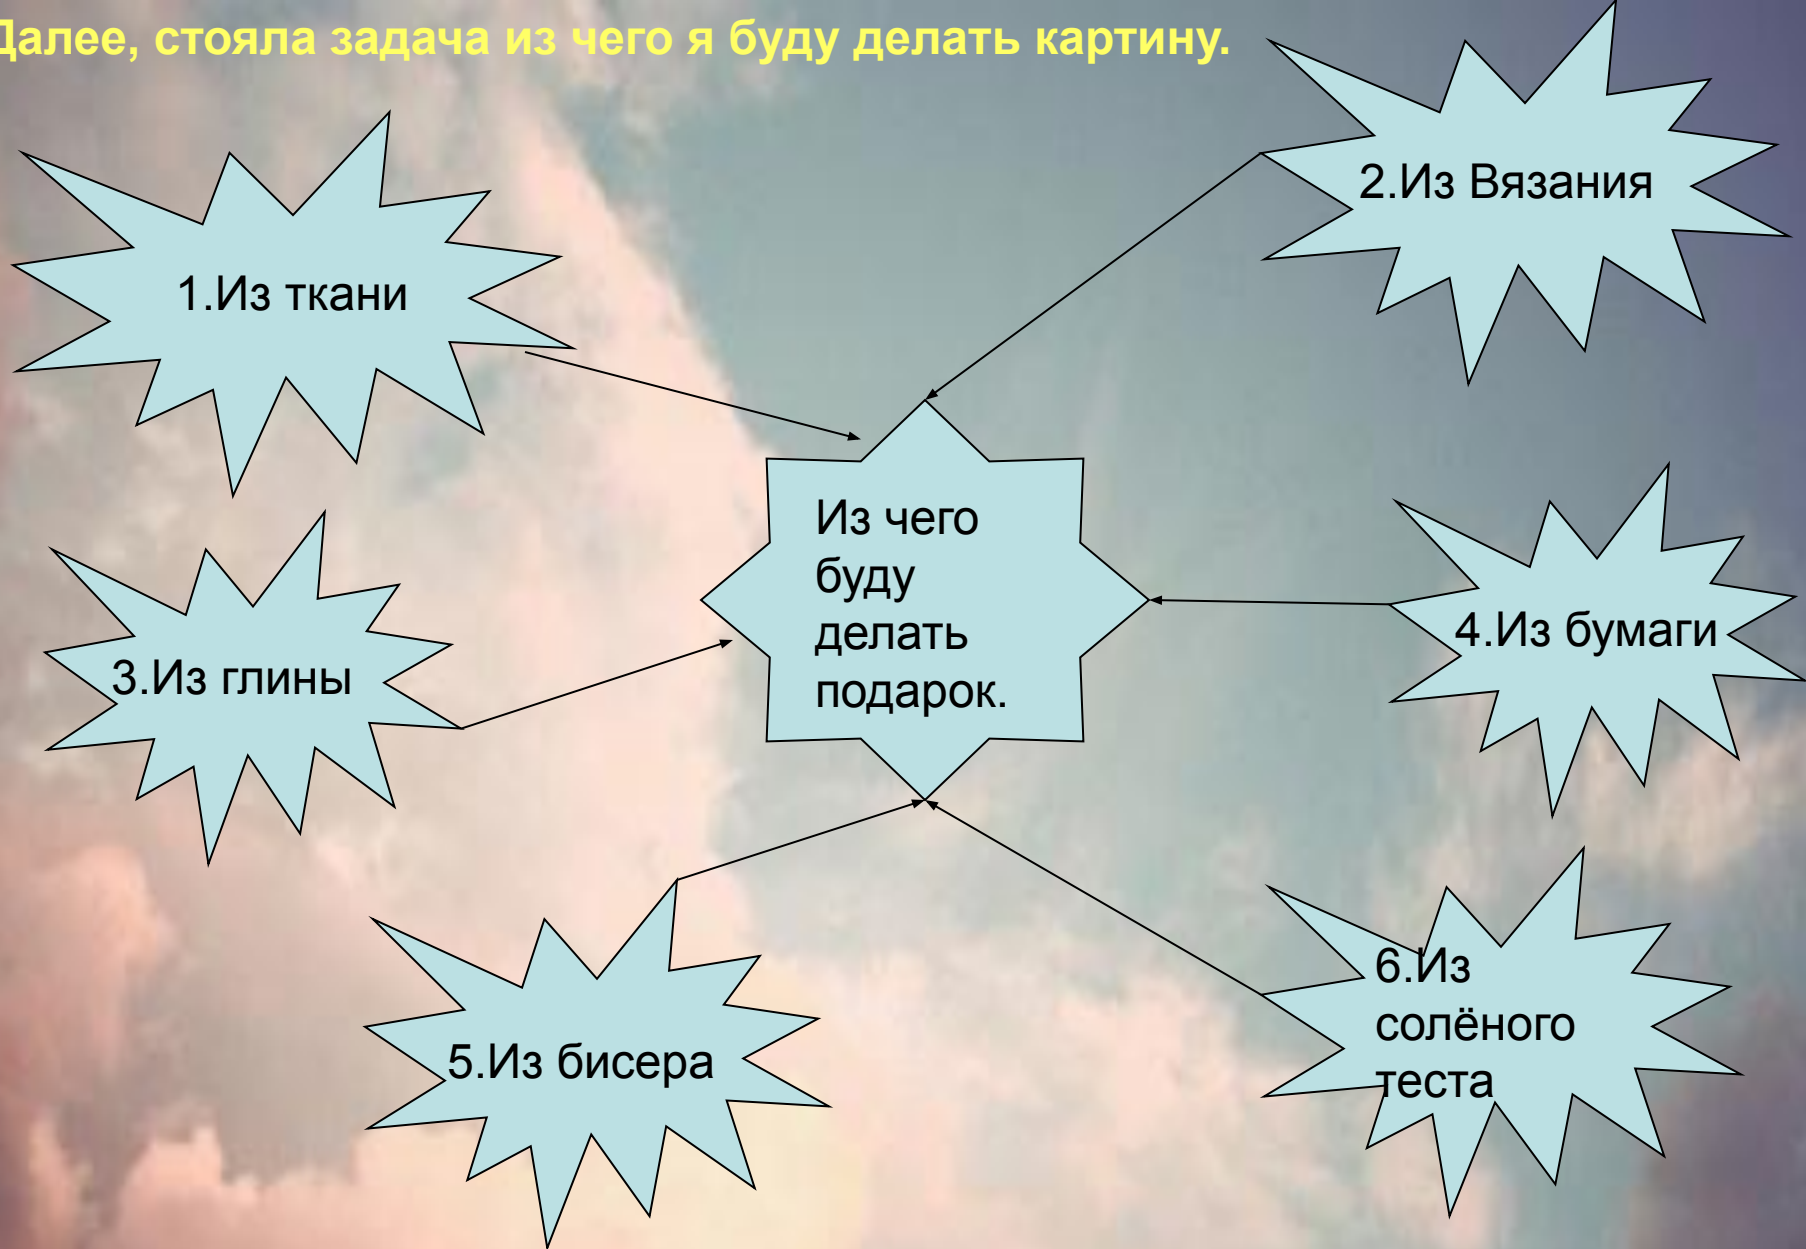 Далее, стояла задача из чего я буду делать картину.
1.Из ткани
2.Из Вязания
Из чего
буду
делать
подарок.
3.Из глины
4.Из бумаги
5.Из бисера
6.Из
солёного
теста